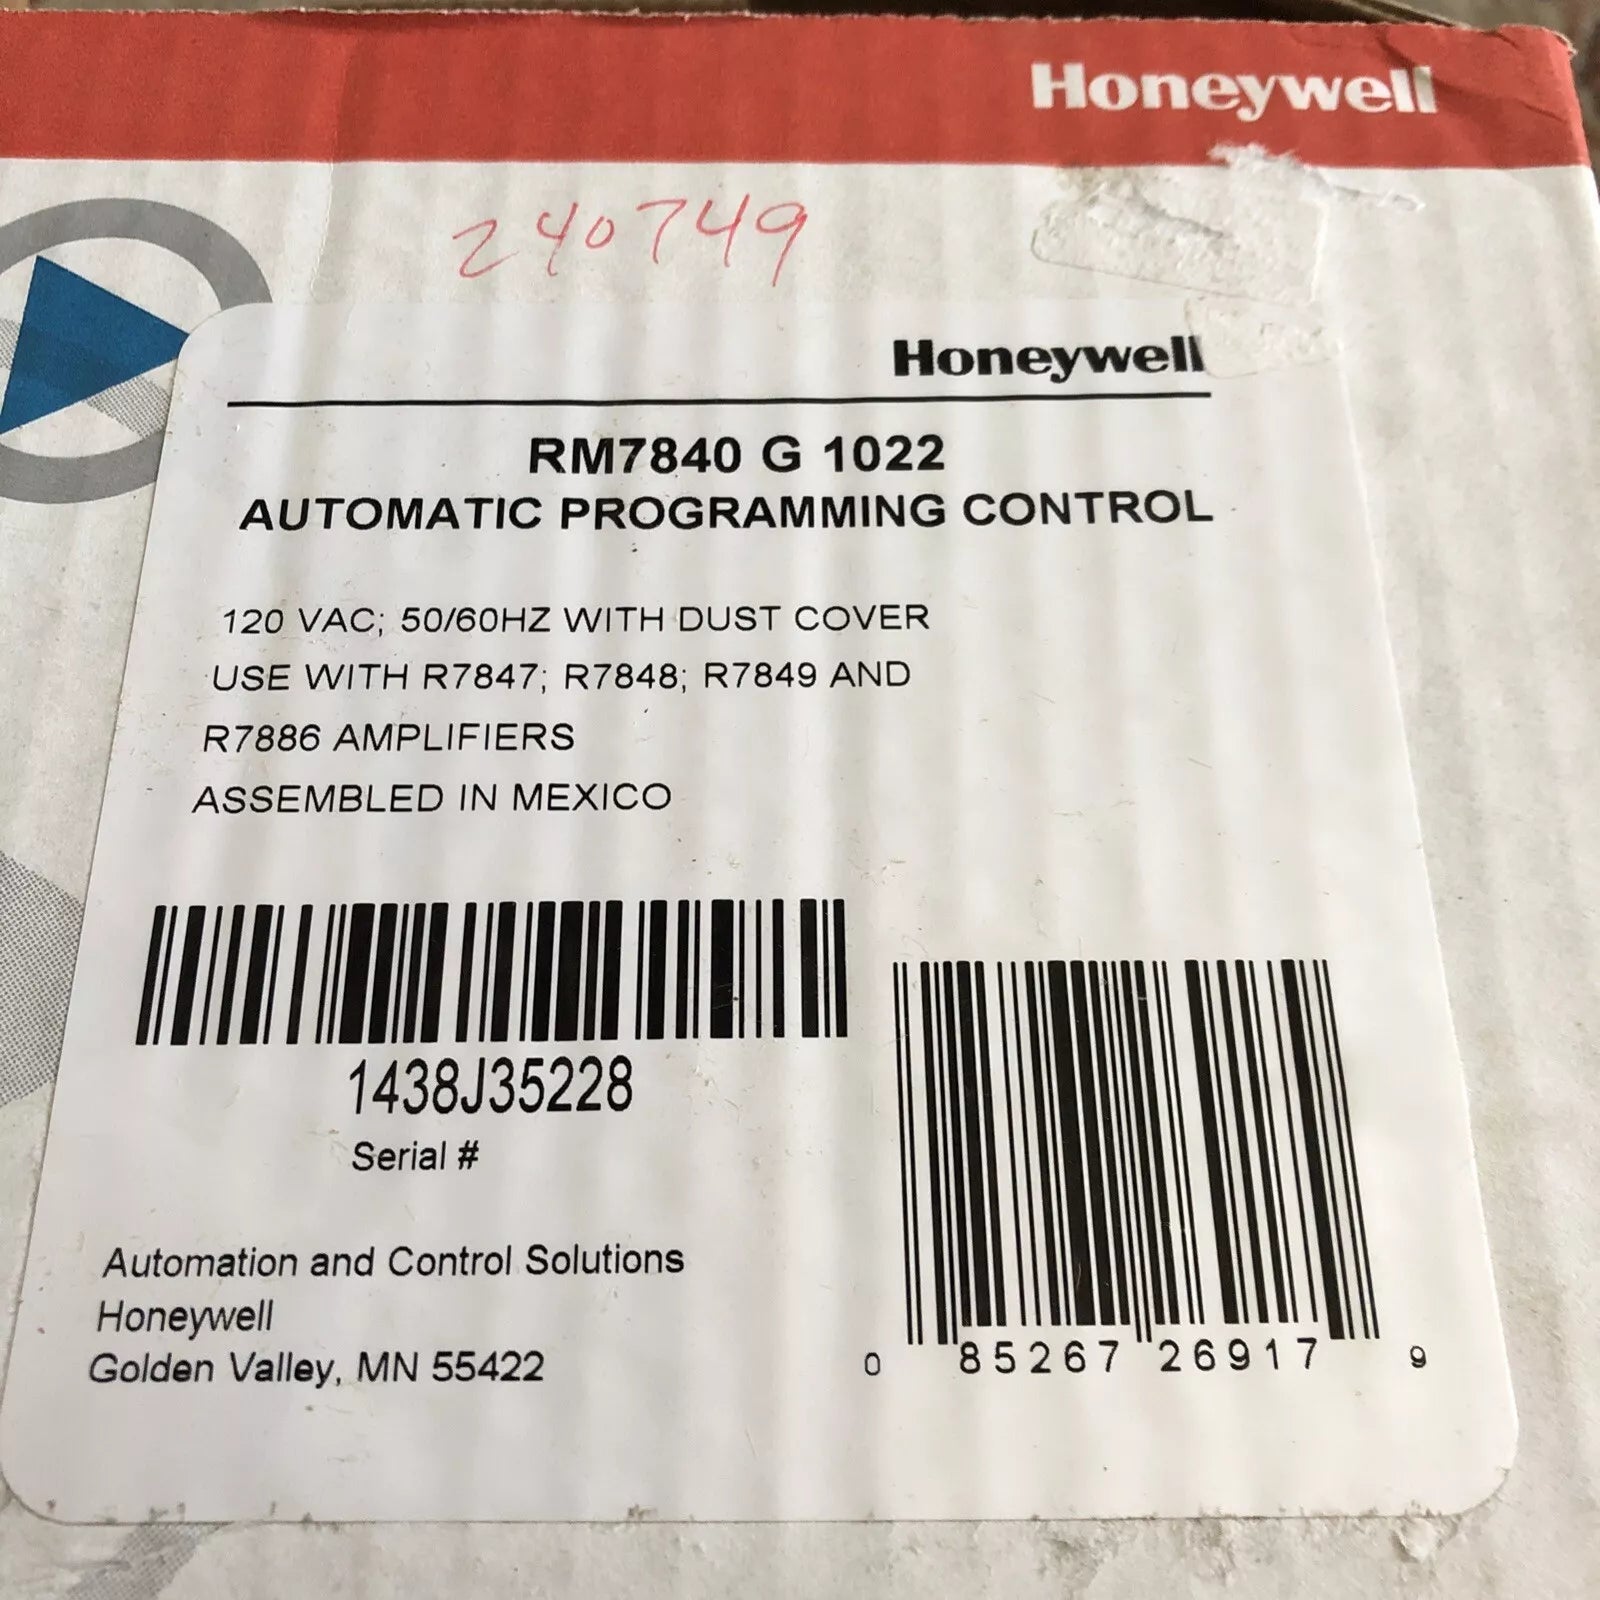 Honeywell
240749
Honeywell
RM7840 G 1022
AUTOMATIC PROGRAMMING CONTROL
120 VAC; 50/60HZ WITH DUST COVER
USE WITH R7847; R7848; R7849 AND
R7886 AMPLIFIERS
ASSEMBLED IN MEXICO
1438J35228
Serial #
Automation and Control Solutions
Honeywell
Golden Valley, MN 55422
0 85267 26917 9